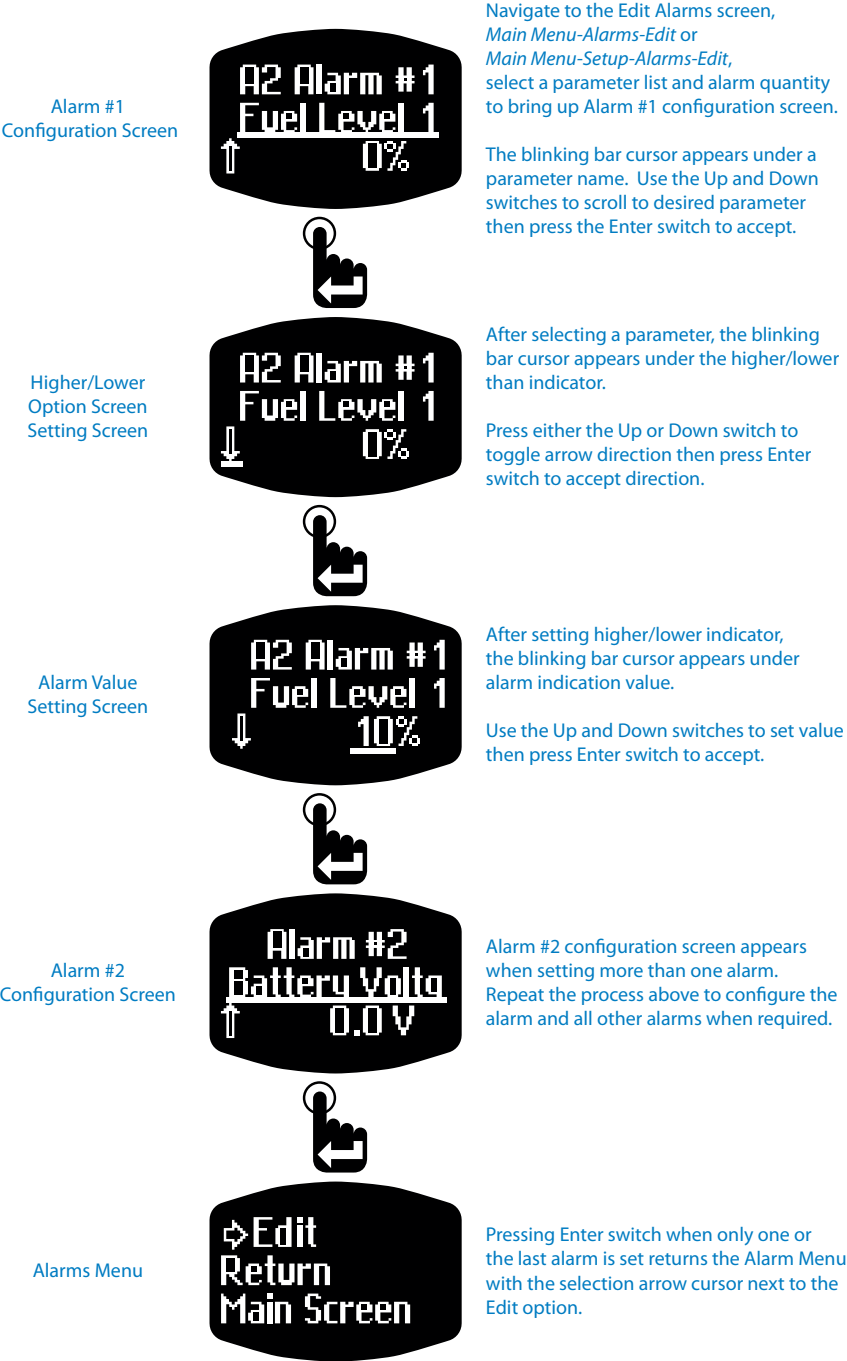 Alarm #1
Configuration Screen
A2 Alarm #1
Fuel Level 1
⇑ 0%
Navigate to the Edit Alarms screen,
Main Menu-Alarms-Edit or
Main Menu-Setup-Alarms-Edit,
select a parameter list and alarm quantity
to bring up Alarm #1 configuration screen.
The blinking bar cursor appears under a
parameter name. Use the Up and Down
switches to scroll to desired parameter
then press the Enter switch to accept.
Higher/Lower
Option Screen
Setting Screen
A2 Alarm #1
Fuel Level 1
⇓ 0%
After selecting a parameter, the blinking
bar cursor appears under the higher/lower
than indicator.
Press either the Up or Down switch to
toggle arrow direction then press Enter
switch to accept direction.
Alarm Value
Setting Screen
A2 Alarm #1
Fuel Level 1
⇓ 10%
After setting higher/lower indicator,
the blinking bar cursor appears under
alarm indication value.
Use the Up and Down switches to set value
then press Enter switch to accept.
Alarm #2
Configuration Screen
Alarm #2
Battery Voltg
⇑ 0.0 V
Alarm #2 configuration screen appears
when setting more than one alarm.
Repeat the process above to configure the
alarm and all other alarms when required.
Alarms Menu
⇨Edit
Return
Main Screen
Pressing Enter switch when only one or
the last alarm is set returns the Alarm Menu
with the selection arrow cursor next to the
Edit option.